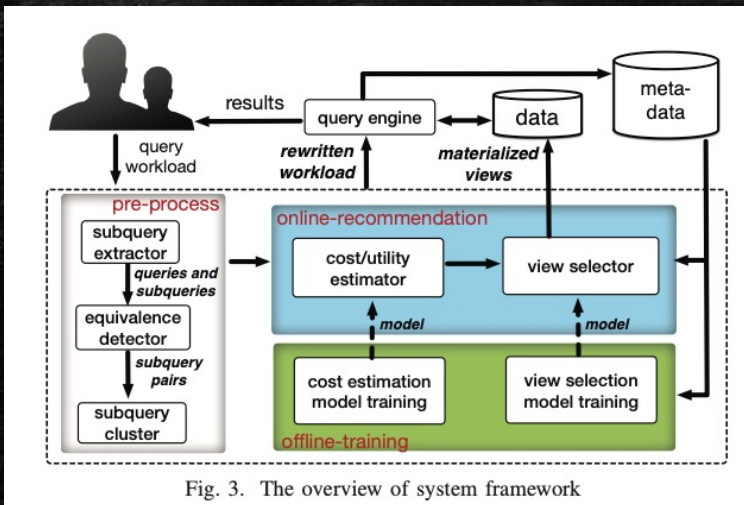 results
query
workload
query engine
data
meta-
data
rewritten
workload
materialized
views
pre-process
subquery
extractor
queries and
subqueries
equivalence
detector
subquery
pairs
subquery
cluster
online-recommendation
cost/utility
estimator
view selector
model
model
cost estimation
model training
view selection
model training
offline-training
Fig. 3. The overview of system framework